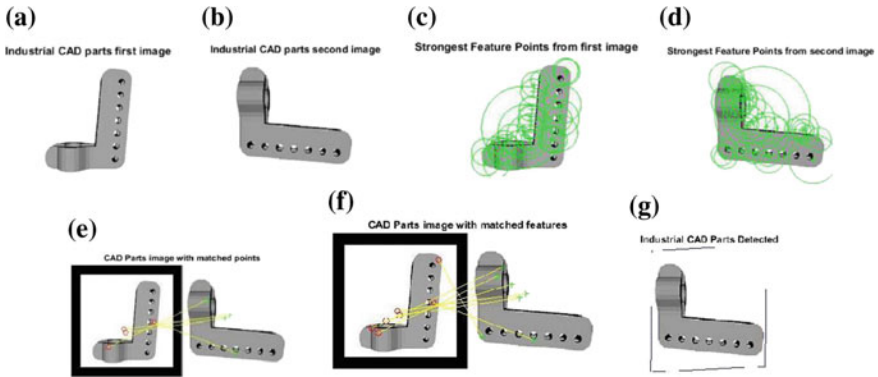 (a)
Industrial CAD parts first image
(b)
Industrial CAD parts second image
(c)
Strongest Feature Points from first image
(d)
Strongest Feature Points from second image
(e)
CAD Parts image with matched points
(f)
CAD Parts image with matched features
(g)
Industrial CAD Parts Detected